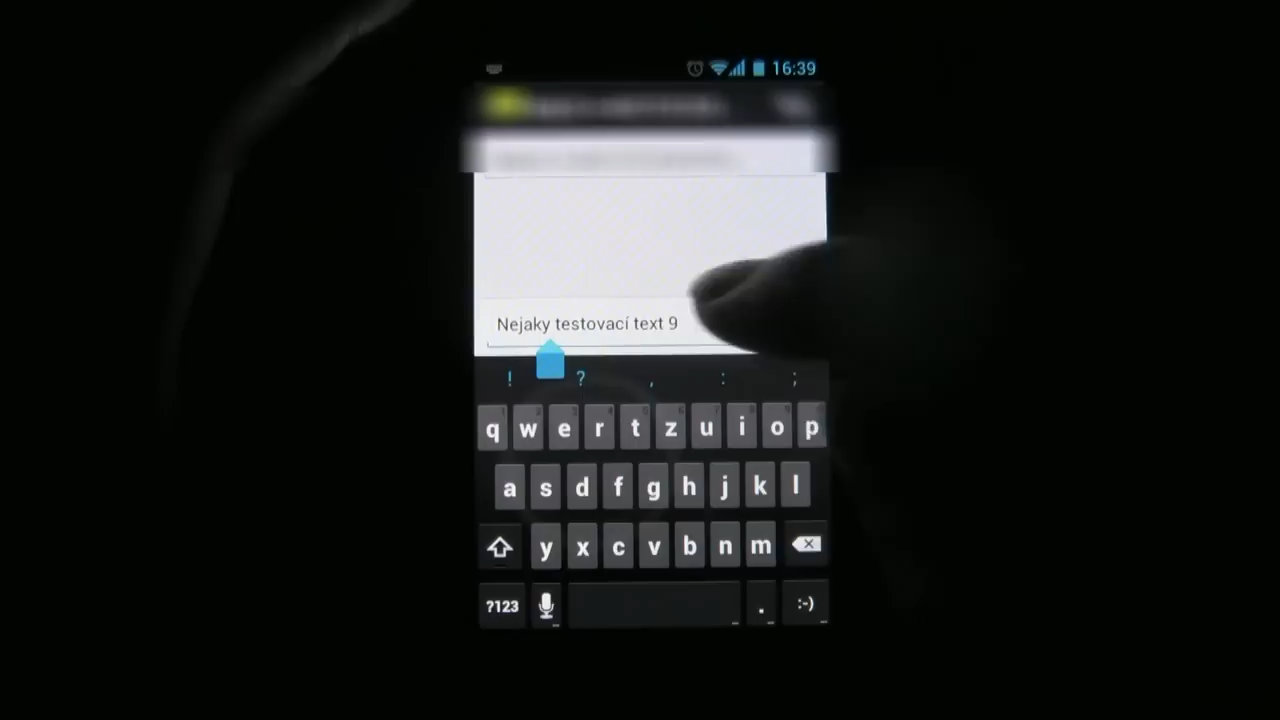 16:39
Nejaky testovací text 9
! ? , : ;
q w e r t z u i o p
a s d f g h j k l
y x c v b n m
?123 . :-)